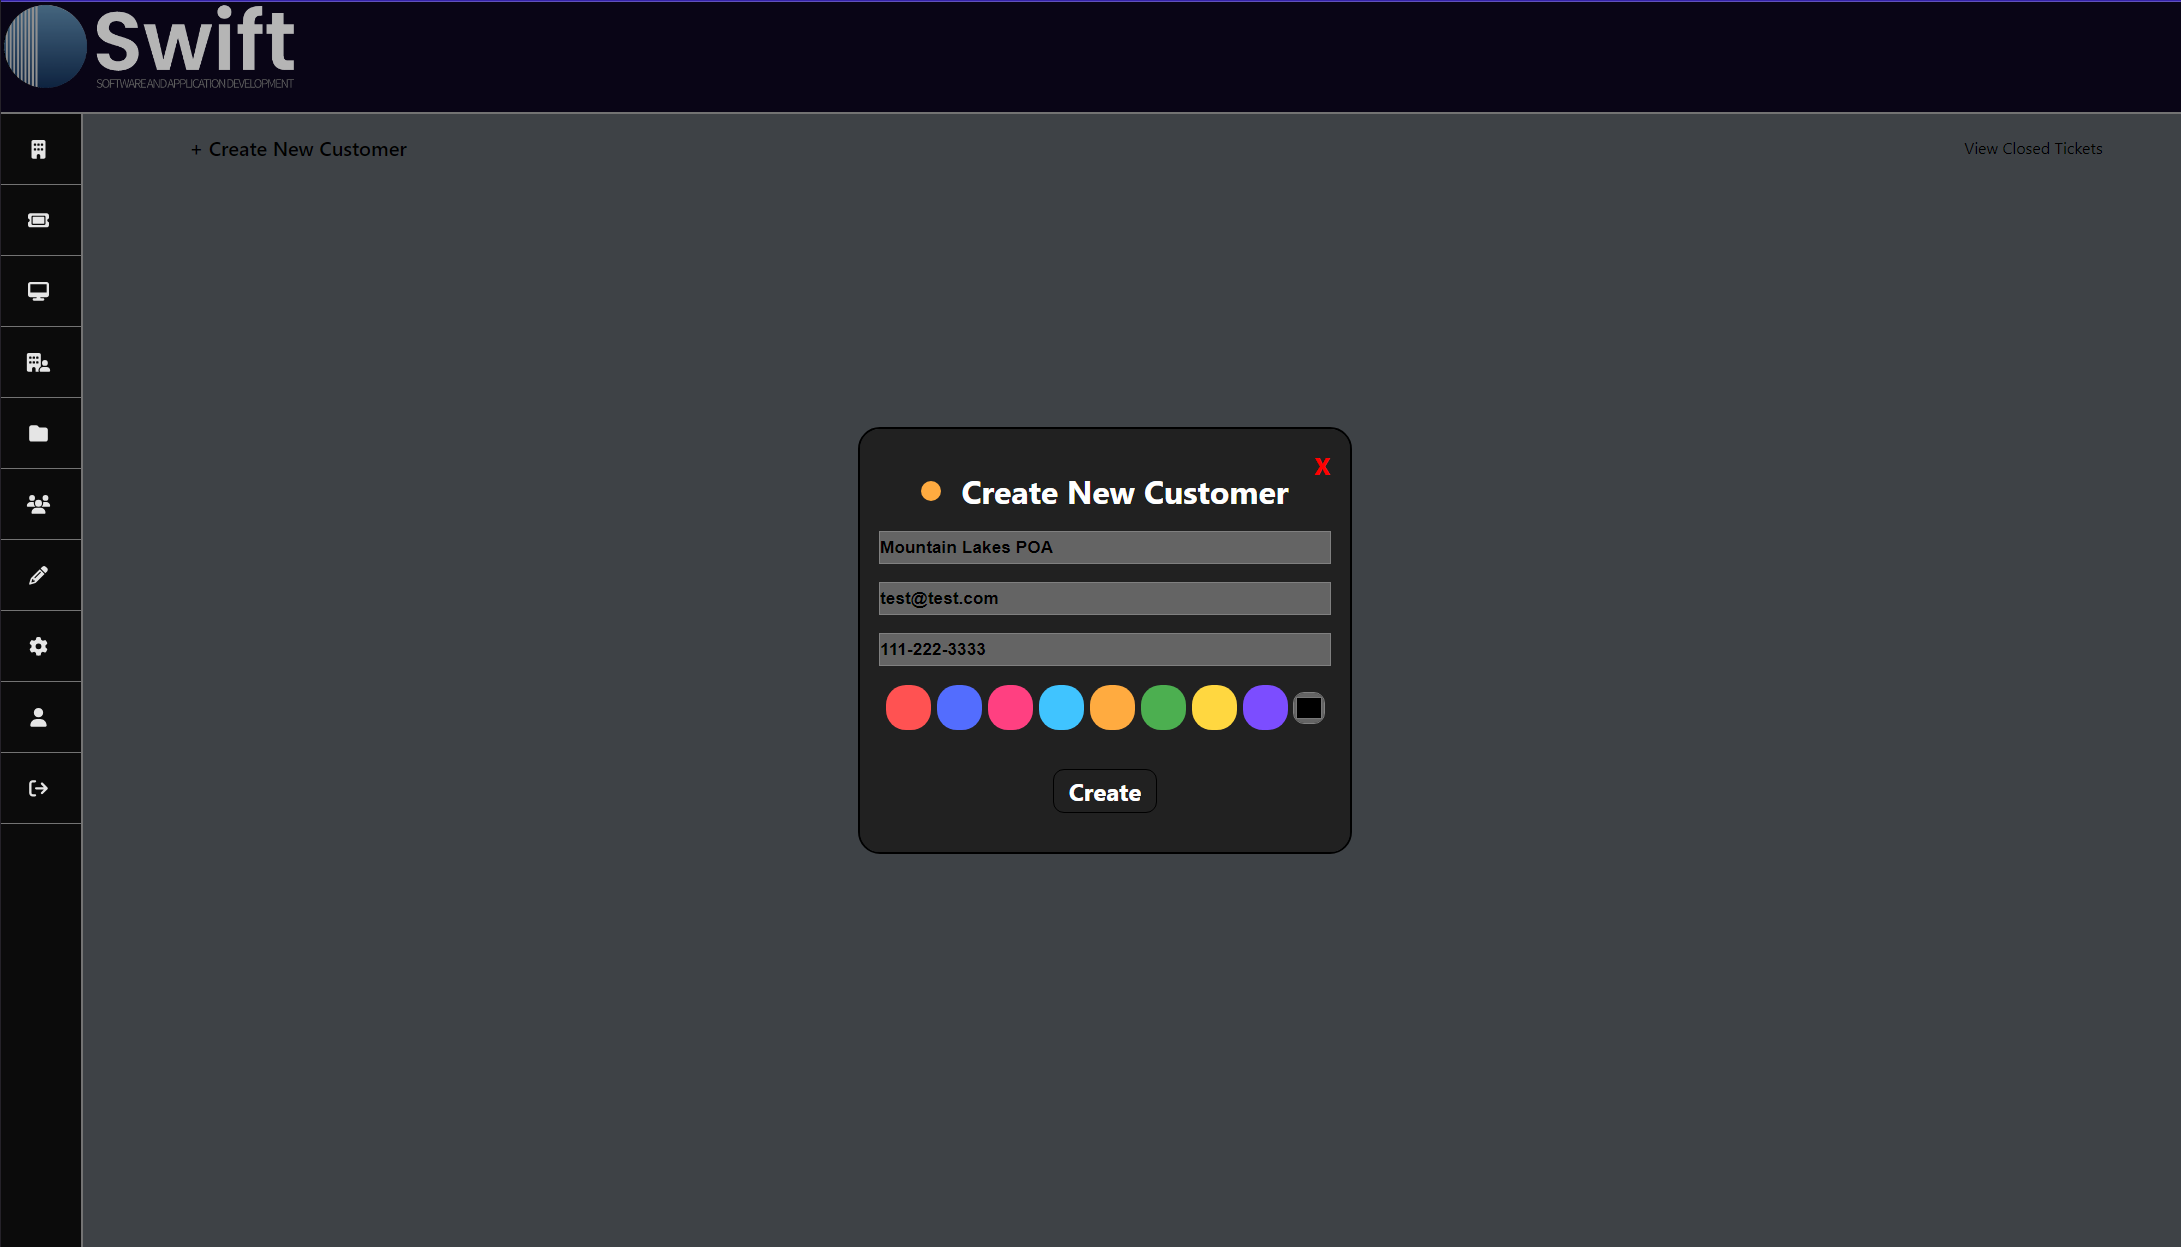 Swift
SOFTWARE AND APPLICATION DEVELOPMENT
+ Create New Customer
View Closed Tickets
X
Create New Customer
Mountain Lakes POA
test@test.com
111-222-3333
Create